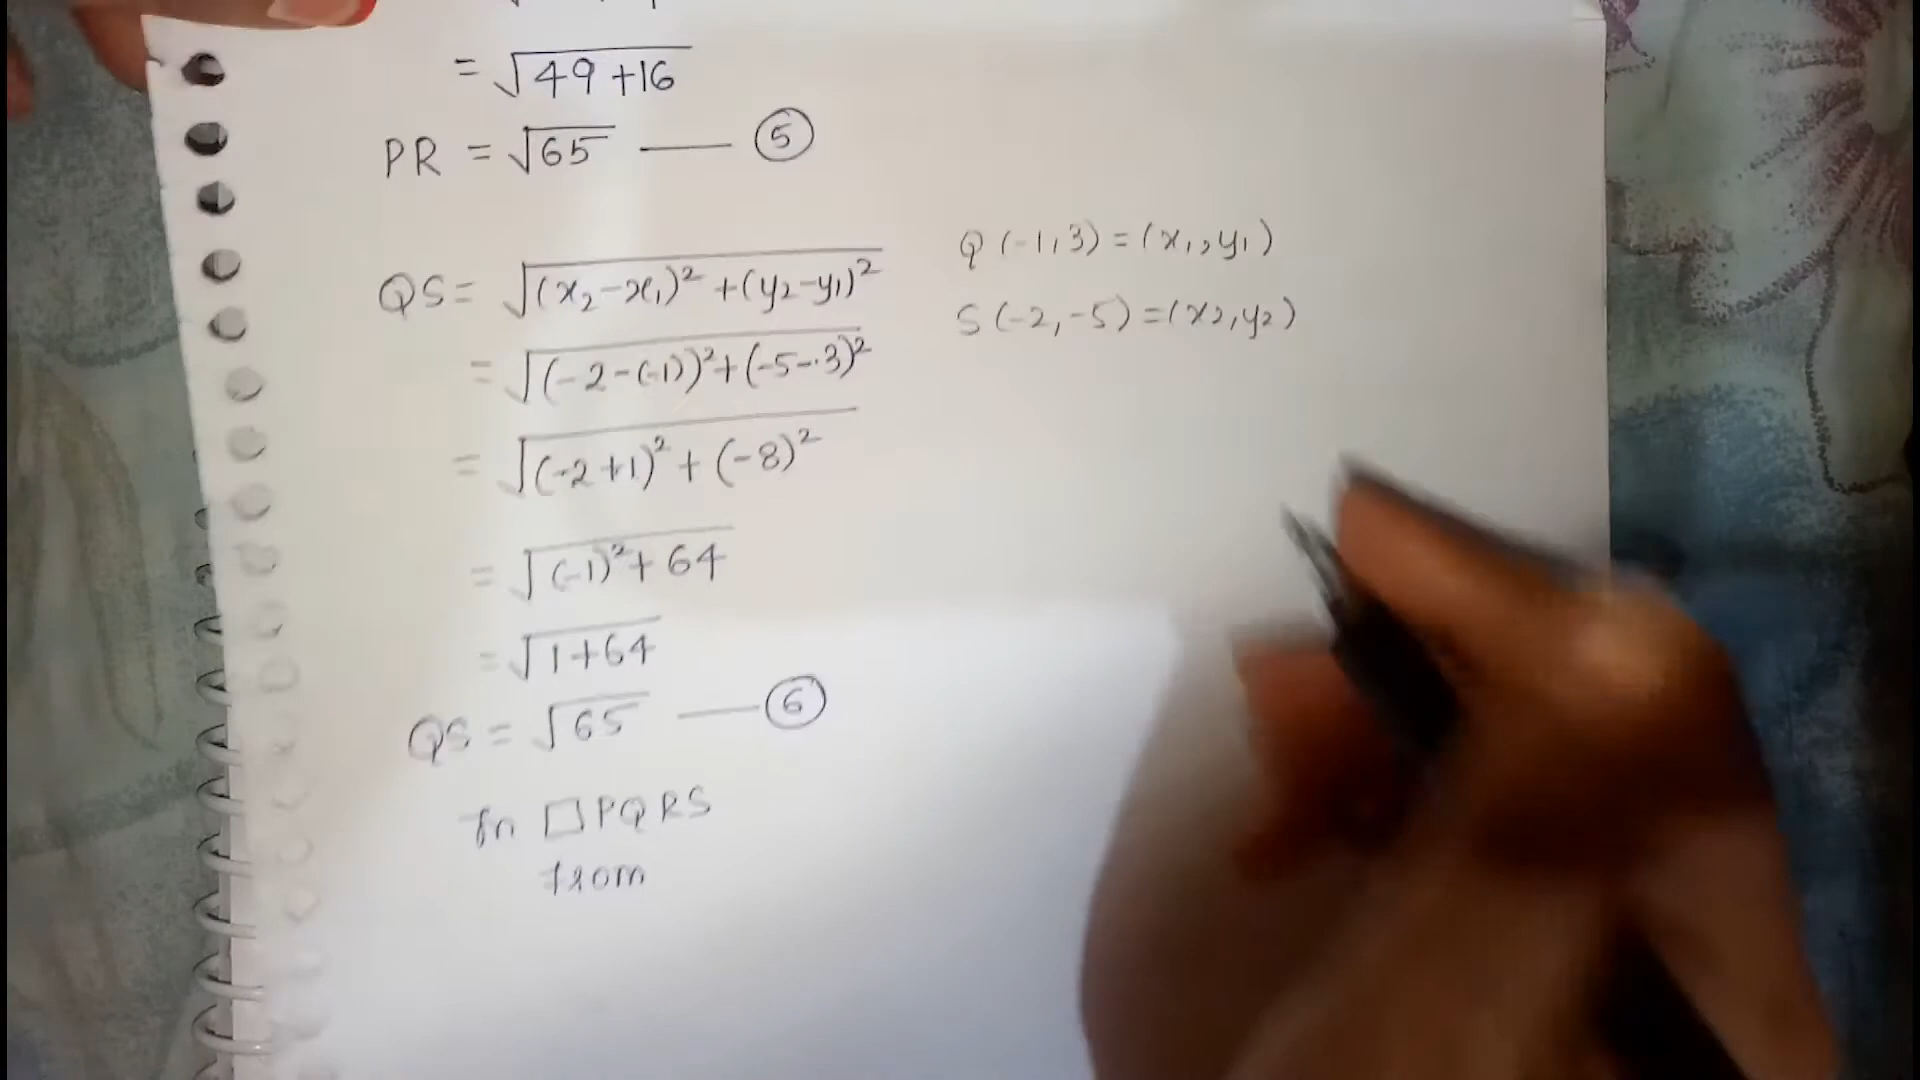 = √49 + 16
PR = √65 —— ⑤
QS = √(x₂-x₁)² + (y₂-y₁)²
Q (-1, 3) = (x₁, y₁)
S (-2, -5) = (x₂, y₂)
= √(-2-(-1))² + (-5-3)²
= √(-2+1)² + (-8)²
= √(-1)² + 64
= √1+64
QS = √65 —— ⑥
In □PQRS
from